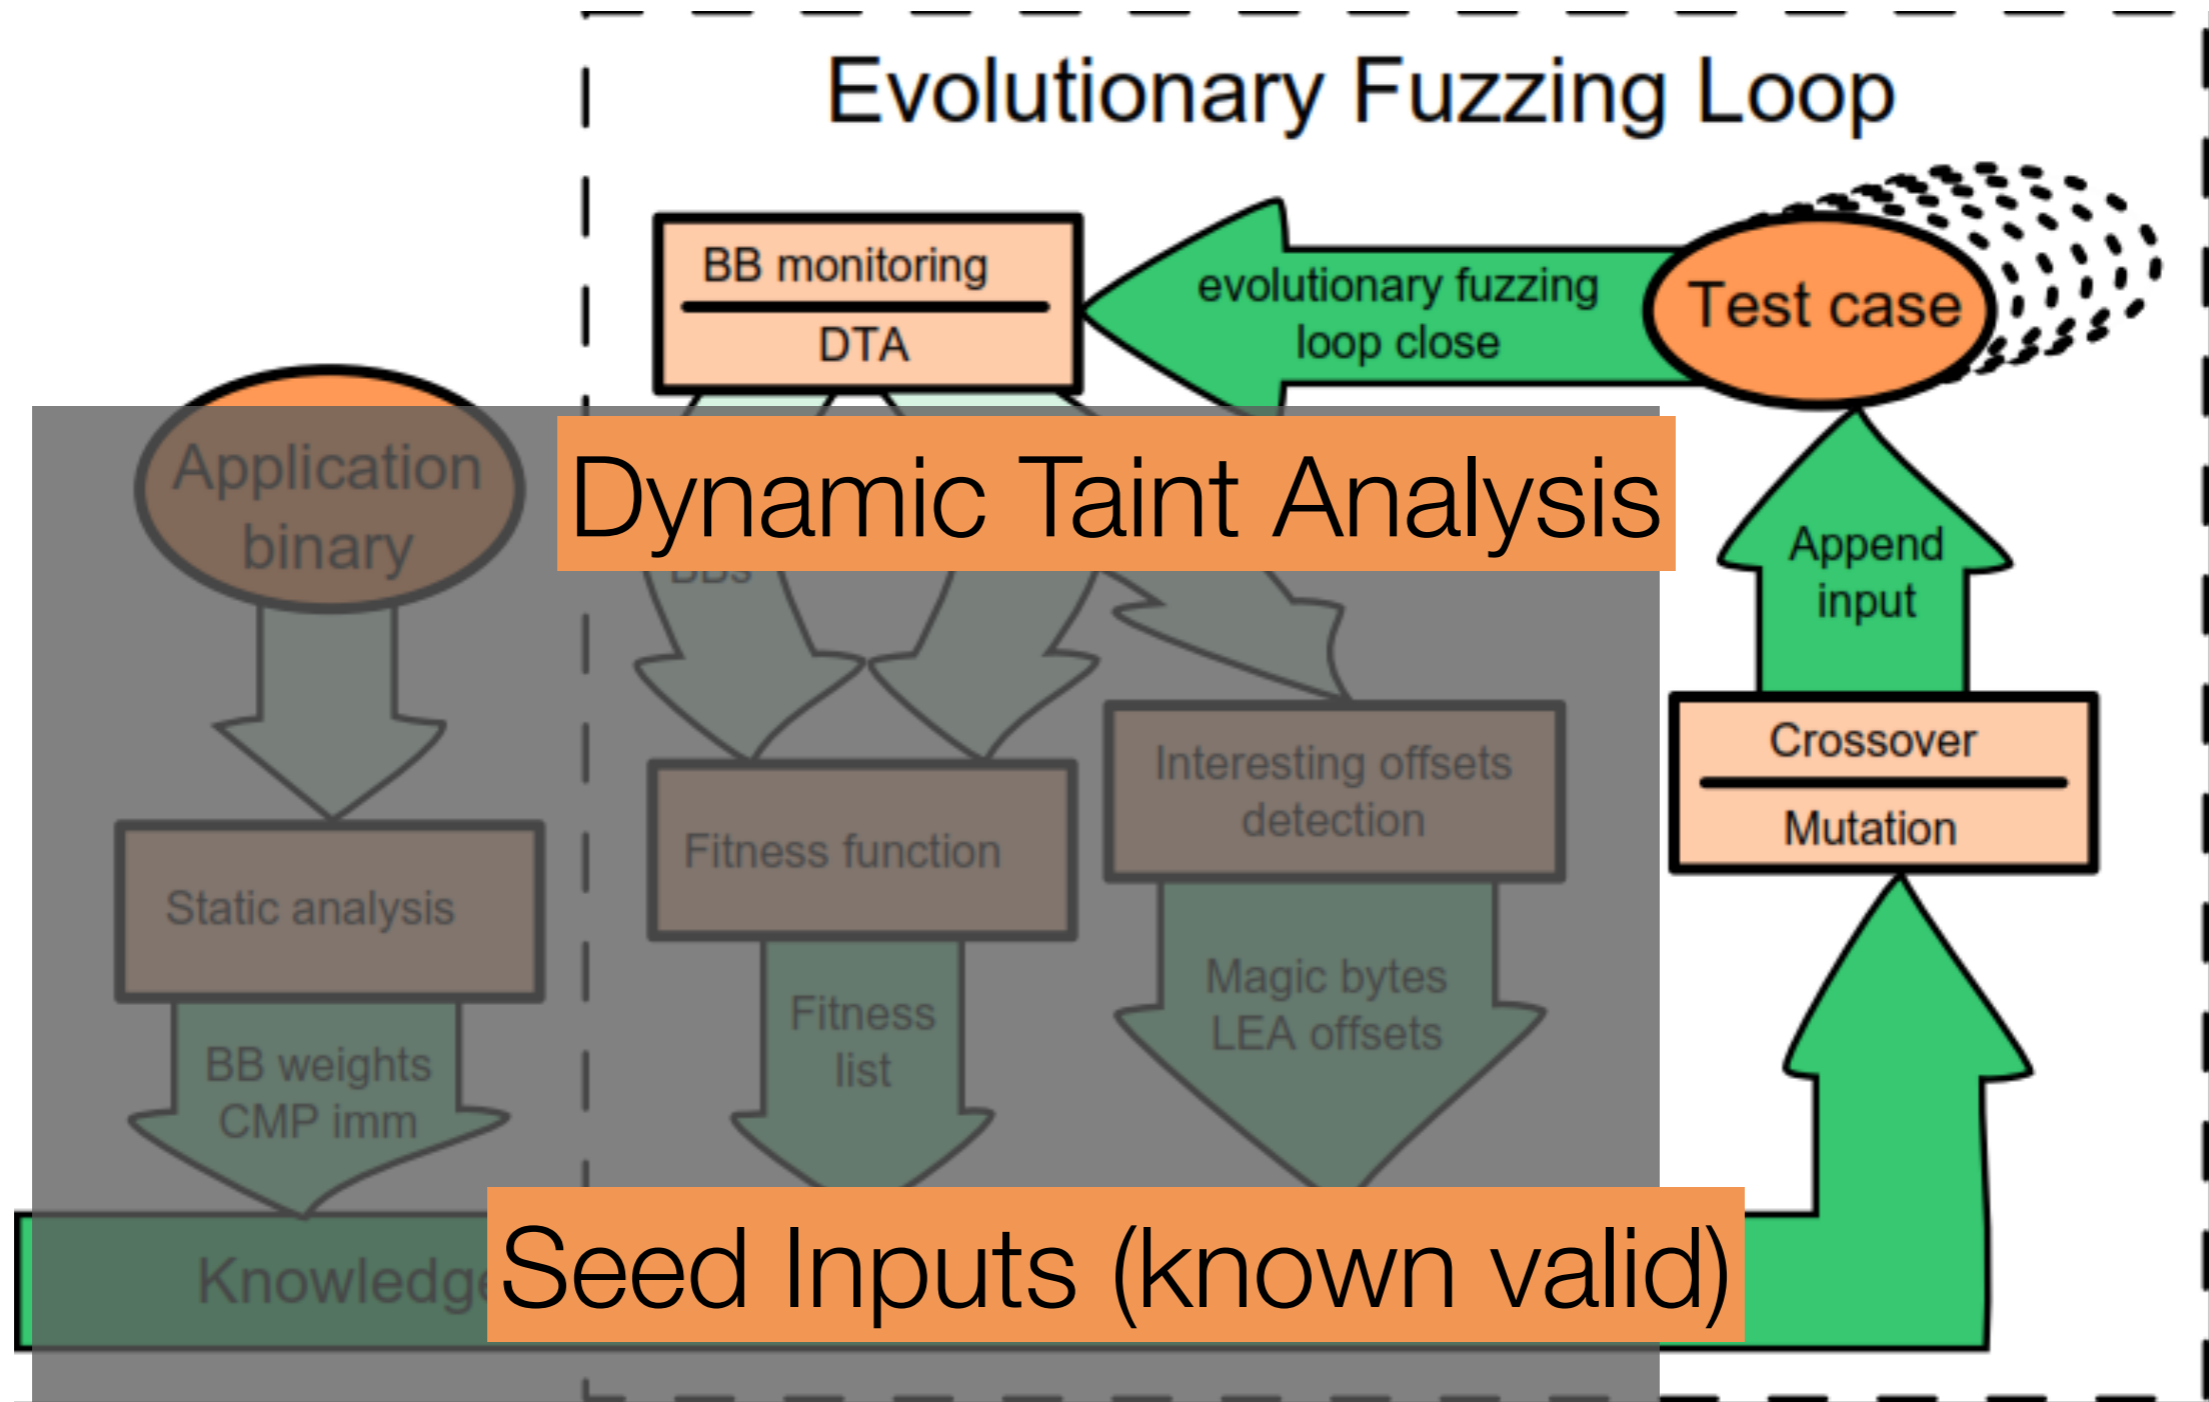 Evolutionary Fuzzing Loop
BB monitoring
DTA
evolutionary fuzzing
loop close
Test case
Application
binary
Dynamic Taint Analysis
BBs
Append
input
Crossover
Mutation
Interesting offsets
detection
Fitness function
Static analysis
Magic bytes
LEA offsets
Fitness
list
BB weights
CMP imm
Knowledge
Seed Inputs (known valid)